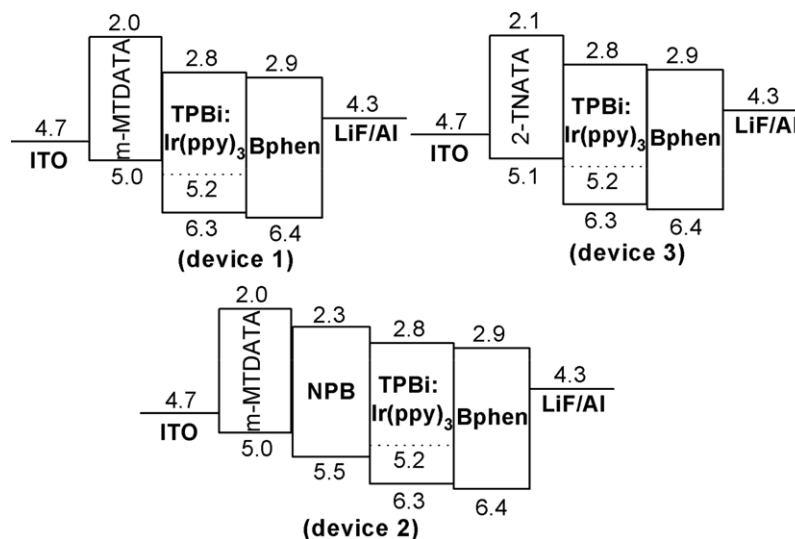 2.0
2.8
2.9
4.3
4.7
m-MTDATA
TPBi:
Ir(ppy)3
Bphen
LiF/Al
ITO
5.0
5.2
6.3
6.4
(device 1)
2.1
2.8
2.9
4.3
4.7
2-TNATA
TPBi:
Ir(ppy)3
Bphen
LiF/Al
ITO
5.1
5.2
6.3
6.4
(device 3)
2.0
2.3
2.8
2.9
4.3
4.7
m-MTDATA
NPB
TPBi:
Ir(ppy)3
Bphen
LiF/Al
ITO
5.0
5.5
5.2
6.3
6.4
(device 2)